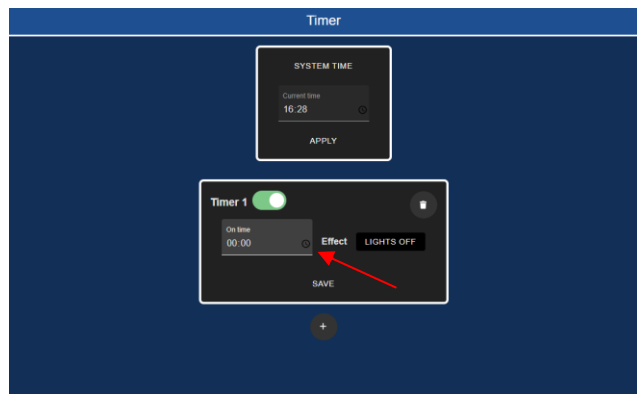 Timer
SYSTEM TIME
Current time
16:28
APPLY
Timer 1
On time
00:00
Effect
LIGHTS OFF
SAVE
+